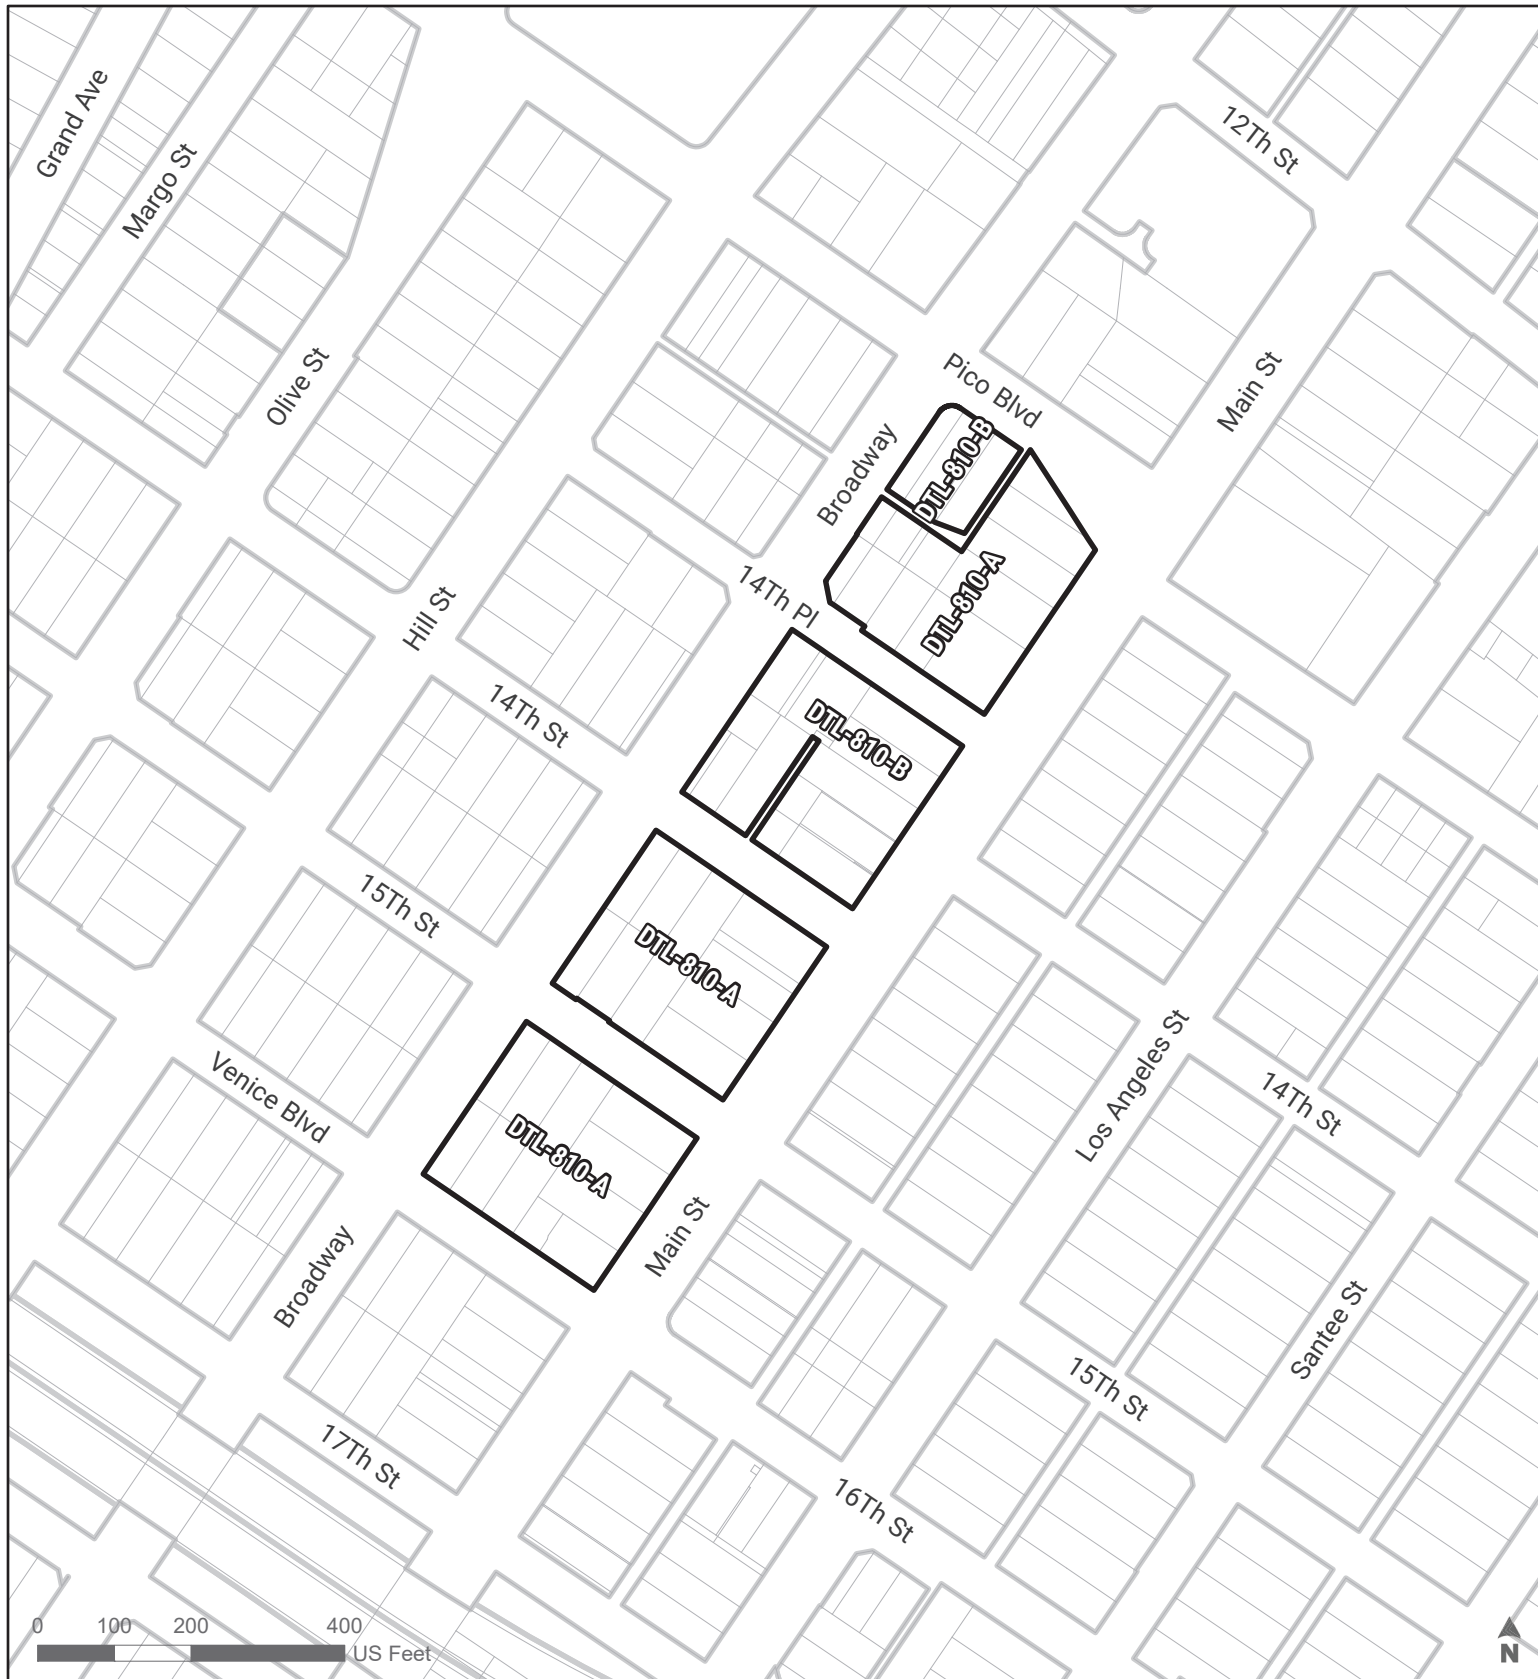 Grand Ave
12Th St
Margo St
Olive St
Pico Blvd
Main St
Broadway
DTL-810-B
DTL-810-A
14Th Pl
Hill St
14Th St
DTL-810-B
15Th St
DTL-810-A
Los Angeles St
Venice Blvd
14Th St
DTL-810-A
Main St
Broadway
Santee St
15Th St
17Th St
16Th St
0 100 200 400
US Feet
N